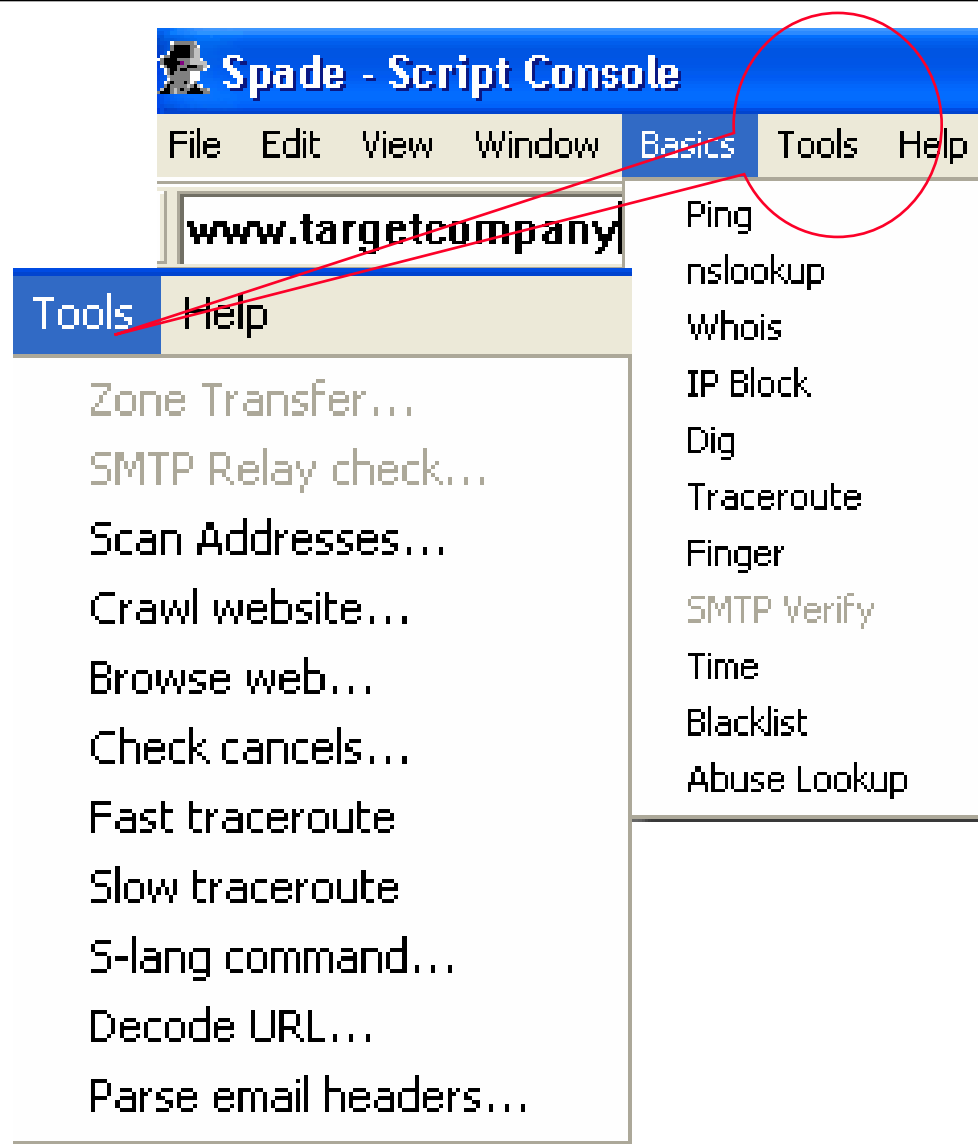 Spade - Script Console
File Edit View Window Basics Tools Help
www.targetcompany
Ping
nslookup
Whois
IP Block
Dig
Traceroute
Finger
SMTP Verify
Time
Blacklist
Abuse Lookup
Tools Help
Zone Transfer...
SMTP Relay check...
Scan Addresses...
Crawl website...
Browse web...
Check cancels...
Fast traceroute
Slow traceroute
S-lang command...
Decode URL...
Parse email headers...